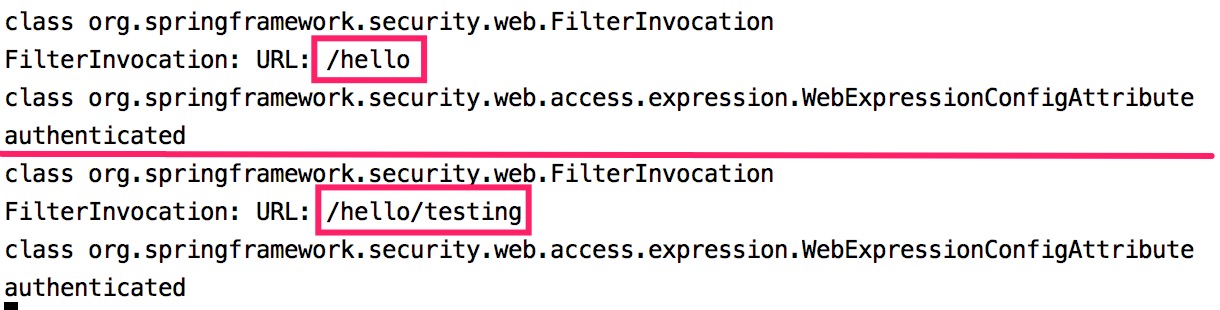 class org.springframework.security.web.FilterInvocation
FilterInvocation: URL: /hello
class org.springframework.security.web.access.expression.WebExpressionConfigAttribute
authenticated
class org.springframework.security.web.FilterInvocation
FilterInvocation: URL: /hello/testing
class org.springframework.security.web.access.expression.WebExpressionConfigAttribute
authenticated